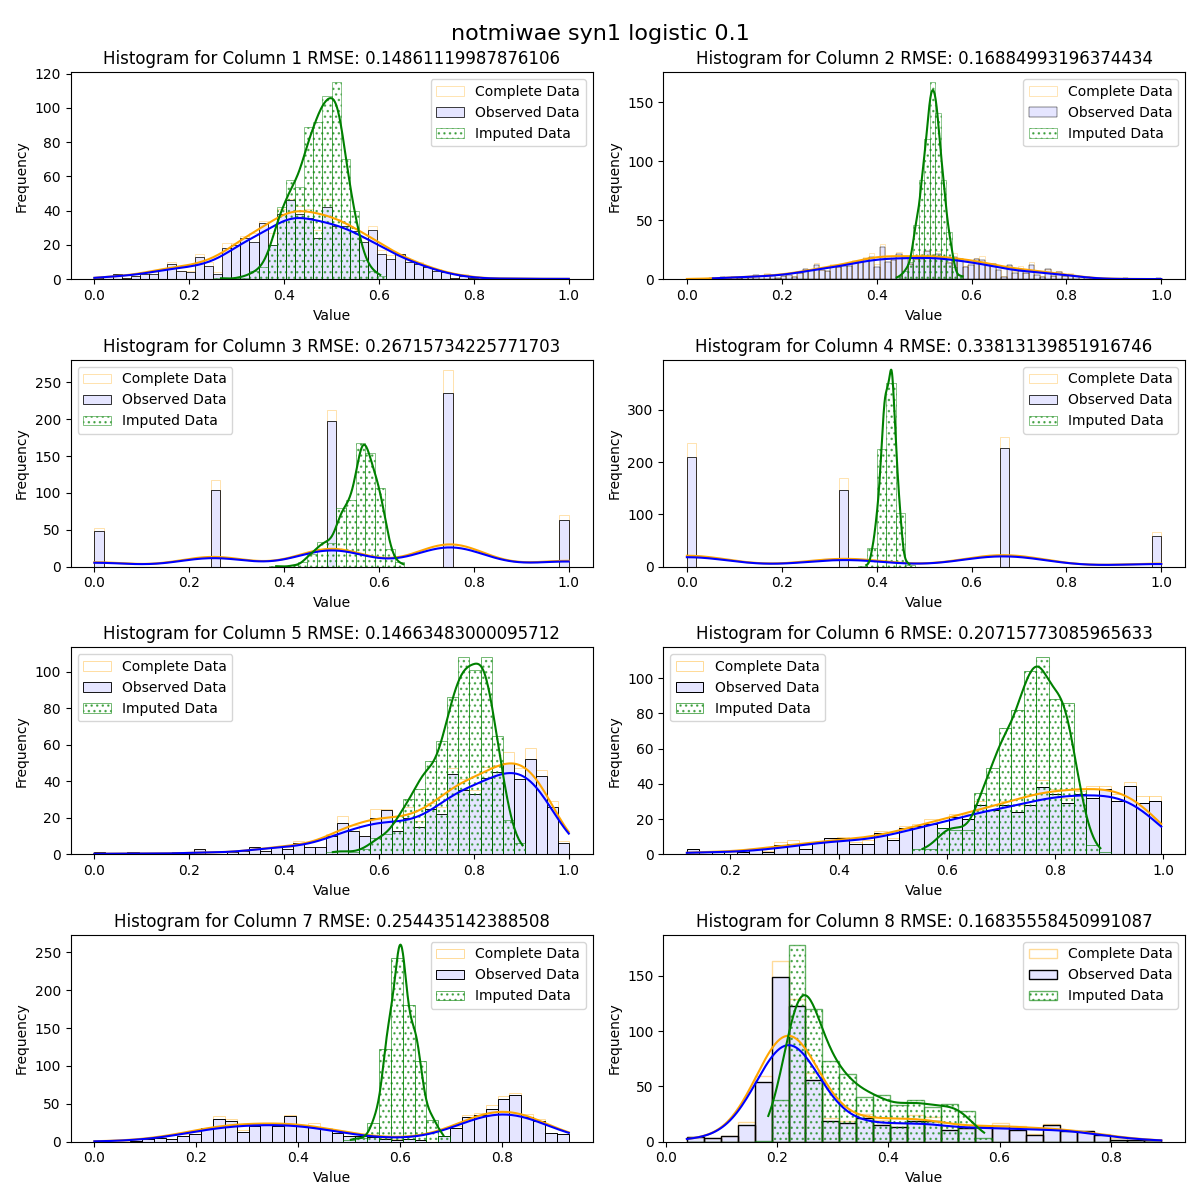 notmiwae syn1 logistic 0.1
Histogram for Column 1 RMSE: 0.14861119987876106
Frequency
120
100
80
60
40
20
0
Complete Data
Observed Data
Imputed Data
0.0 0.2 0.4 0.6 0.8 1.0
Value
Histogram for Column 2 RMSE: 0.16884993196374434
Frequency
150
100
50
0
Complete Data
Observed Data
Imputed Data
0.0 0.2 0.4 0.6 0.8 1.0
Value
Histogram for Column 3 RMSE: 0.26715734225771703
Frequency
250
200
150
100
50
0
Complete Data
Observed Data
Imputed Data
0.0 0.2 0.4 0.6 0.8 1.0
Value
Histogram for Column 4 RMSE: 0.33813139851916746
Frequency
300
200
100
0
Complete Data
Observed Data
Imputed Data
0.0 0.2 0.4 0.6 0.8 1.0
Value
Histogram for Column 5 RMSE: 0.14663483000095712
Frequency
100
80
60
40
20
0
Complete Data
Observed Data
Imputed Data
0.0 0.2 0.4 0.6 0.8 1.0
Value
Histogram for Column 6 RMSE: 0.20715773085965633
Frequency
100
80
60
40
20
0
Complete Data
Observed Data
Imputed Data
0.2 0.4 0.6 0.8 1.0
Value
Histogram for Column 7 RMSE: 0.254435142388508
Frequency
250
200
150
100
50
0
Complete Data
Observed Data
Imputed Data
0.0 0.2 0.4 0.6 0.8
Value
Histogram for Column 8 RMSE: 0.16835558450991087
Frequency
150
100
50
0
Complete Data
Observed Data
Imputed Data
0.0 0.2 0.4 0.6 0.8
Value